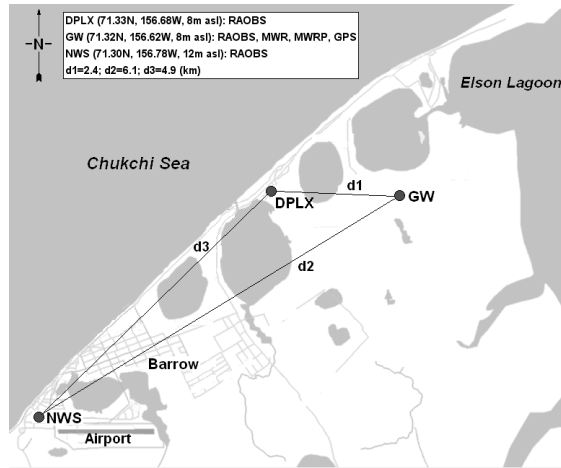 -N-
DPLX (71.33N, 156.68W, 8m asl): RAOBS
GW (71.32N, 156.62W, 8m asl): RAOBS, MWR, MWRP, GPS
NWS (71.30N, 156.78W, 12m asl): RAOBS
d1=2.4; d2=6.1; d3=4.9 (km)
Elson Lagoon
Chukchi Sea
d1
DPLX
GW
d3
d2
Barrow
NWS
Airport